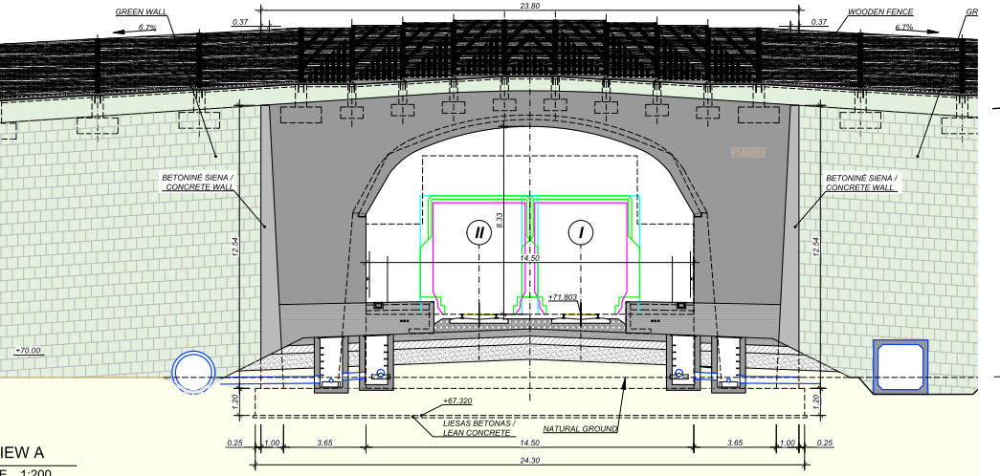 23.80
GREEN WALL
0.37
0.37
WOODEN FENCE
GR
6.7%
6.7%
BETONINĖ SIENA /
CONCRETE WALL
BETONINĖ SIENA /
CONCRETE WALL
12.54
8.33
12.54
II
I
14.50
+71.803
+70.00
1.20
+67.320
1.20
LIESAS BETONAS /
LEAN CONCRETE
NATURAL GROUND
0.25 1.00 3.65 14.50 3.65 1.00 0.25
24.30
IEW A
E 1:200